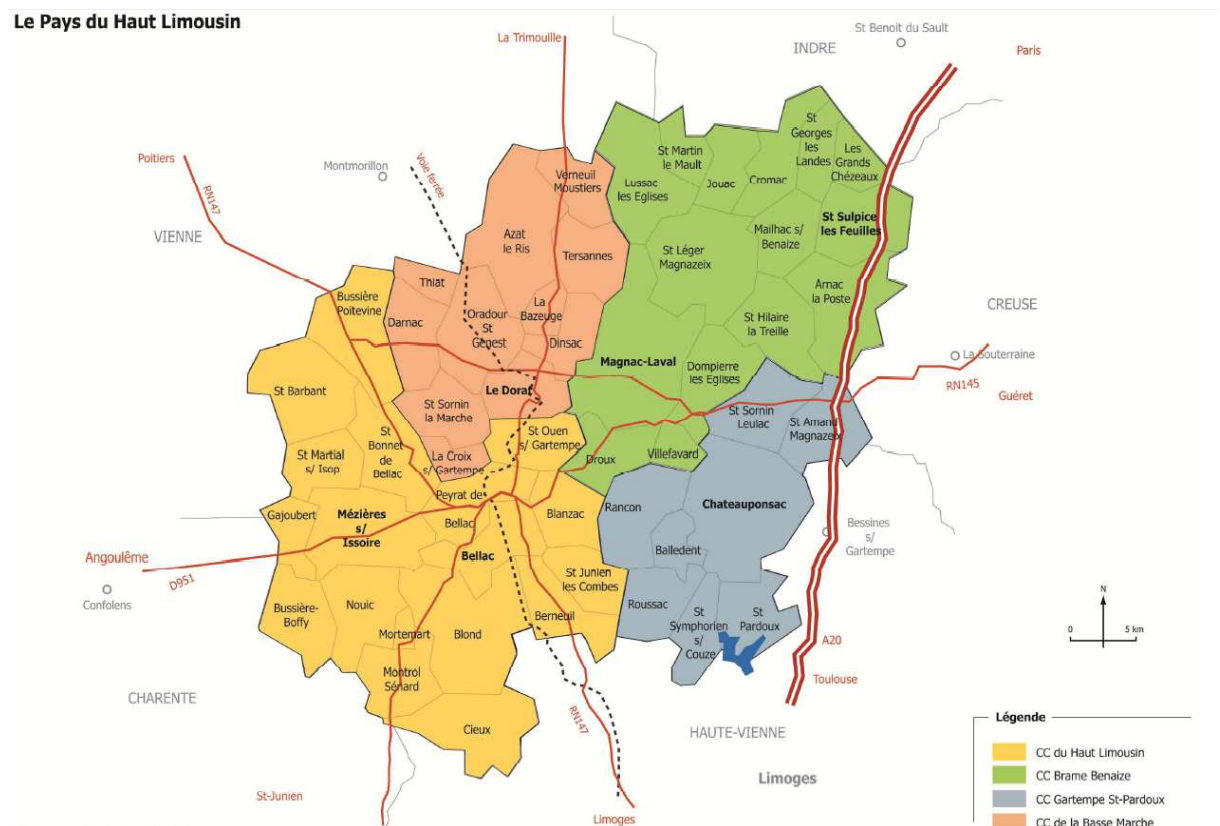 Le Pays du Haut Limousin
St Benoit du Sault
INDRE
La Trimouille
Paris
Poitiers
Montmorillon
Voie ferrée
RN147
VIENNE
St
Georges
les
Landes
St Martin
le Mault
Les
Grands
Chézeaux
Lussac
les Eglises
Jouac
Cromac
Verneuil
Moustiers
St Sulpice
les Feuilles
Mailhac s/
Benaize
Azat
le Ris
Tersannes
St Léger
Magnazeix
Arnac
la Poste
Thiat
Bussière
Poitevine
La
Bazeuge
CREUSE
Darnac
Oradour
St
Genest
Dinsac
St Hilaire
la Treille
La Souterraine
Magnac-Laval
Dompierre
les Eglises
RN145
Guéret
St Barbant
Le Dorat
St Sornin
la Marche
St Sornin
Leulac
St Amand
Magnazeix
St
Bonnet
de
Bellac
St Ouen
s/ Gartempe
St Martial
s/ Isop
La Croix
s/ Gartempe
Droux
Villefavard
Peyrat de
Bellac
Rancon
Chateauponsac
Gajoubert
Mézières
s/
Issoire
Blanzac
Bessines
s/
Gartempe
Bellac
Balledent
Angoulême
D951
Confolens
St Junien
les Combes
Bussière-
Boffy
Nouic
Roussac
St
Symphorien
s/
Couze
St
Pardoux
Berneuil
Mortemart
Blond
N
0 5 km
A20
Montrol
Sénard
Toulouse
CHARENTE
Cieux
RN147
HAUTE-VIENNE
Limoges
St-Junien
Limoges
Légende
CC du Haut Limousin
CC Brame Benaize
CC Gartempe St-Pardoux
CC de la Basse Marche